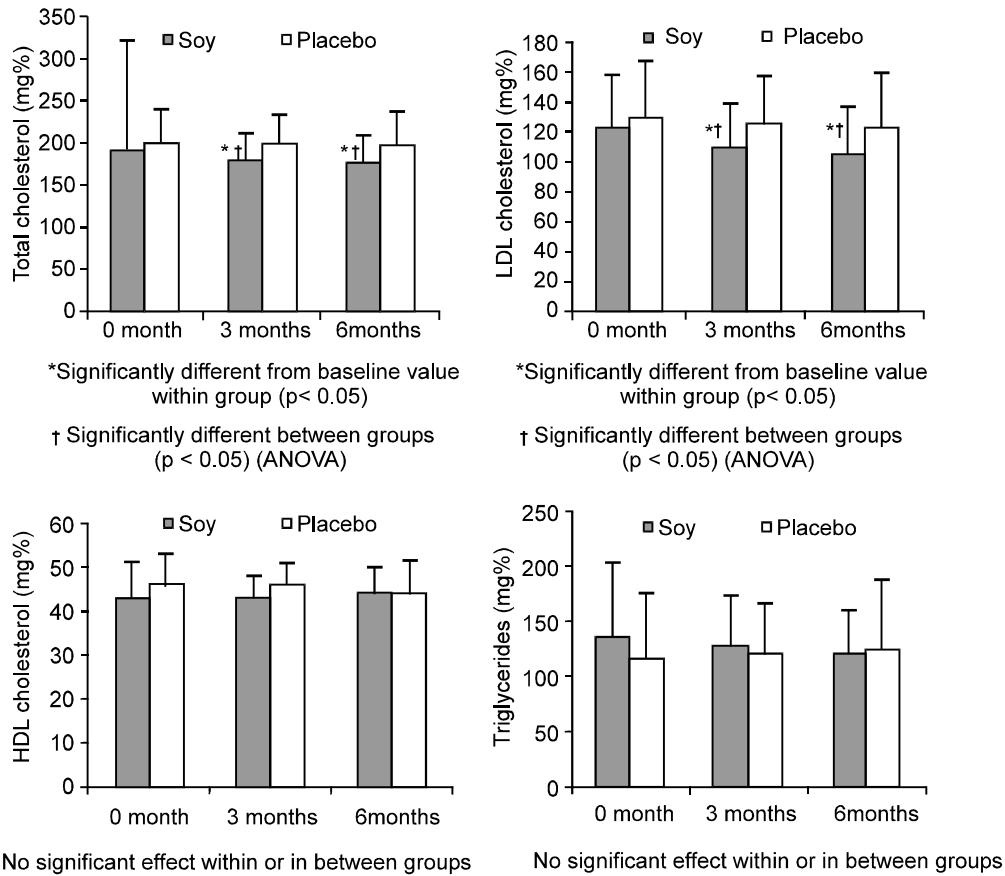 Total cholesterol (mg%)
350
300
250
200
150
100
50
0
Soy
Placebo
* †
*†
0 month
3 months
6months
*Significantly different from baseline value
within group (p< 0.05)
† Significantly different between groups
(p < 0.05) (ANOVA)
LDL cholesterol (mg%)
180
160
140
120
100
80
60
40
20
0
Soy
Placebo
*†
*†
0 month
3 months
6months
*Significantly different from baseline value
within group (p< 0.05)
† Significantly different between groups
(p < 0.05) (ANOVA)
HDL cholesterol (mg%)
60
50
40
30
20
10
0
Soy
Placebo
0 month
3 months
6months
No significant effect within or in between groups
Triglycerides (mg%)
250
200
150
100
50
0
Soy
Placebo
0 month
3 months
6months
No significant effect within or in between groups